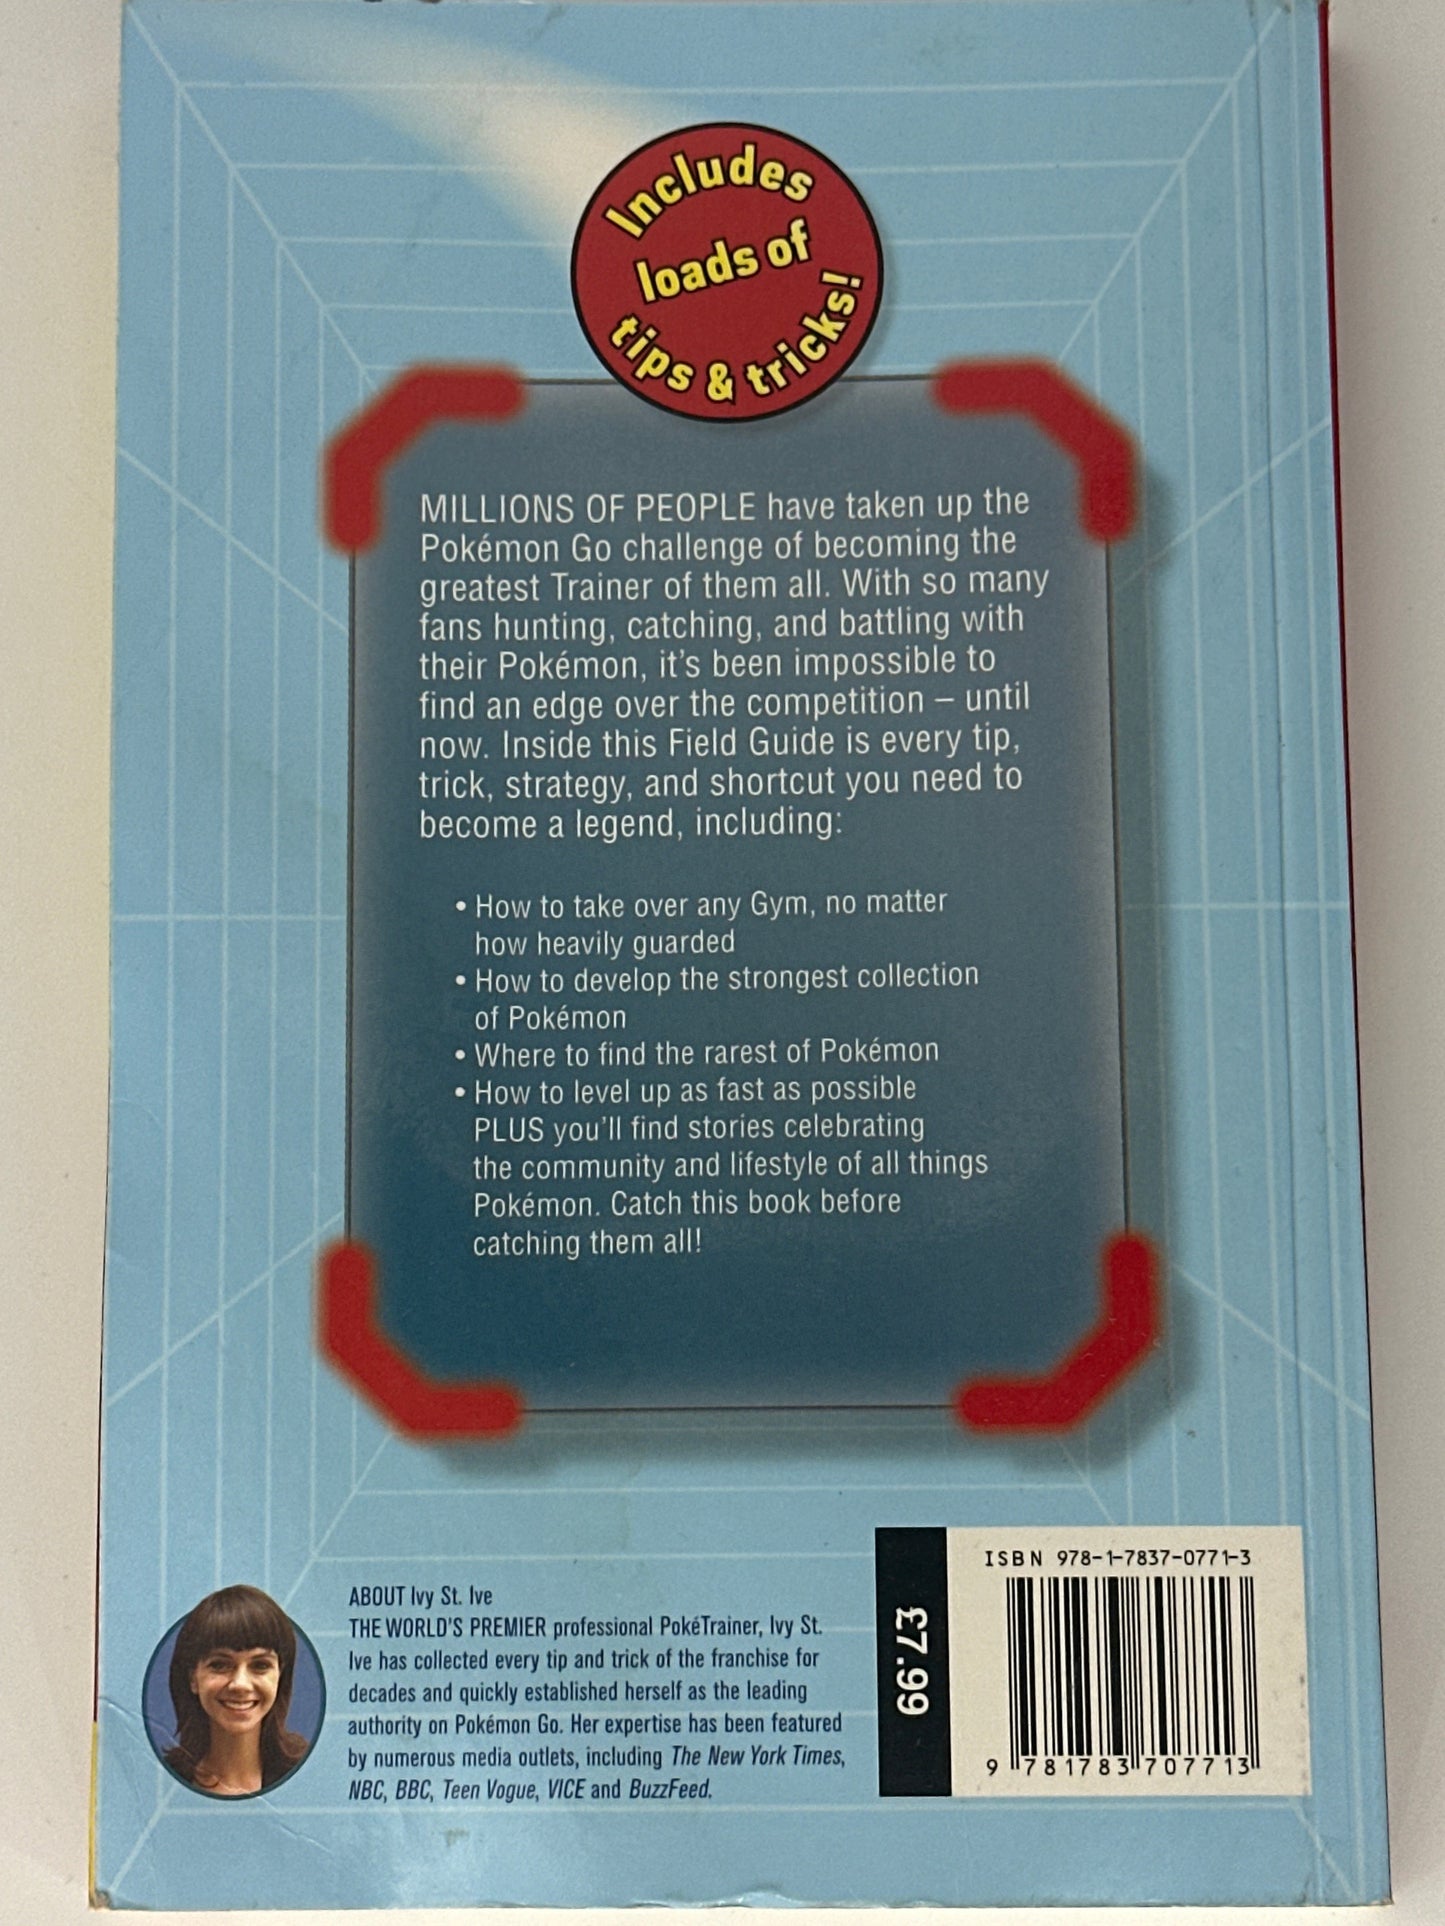 Includes
loads of
tips & tricks!
MILLIONS OF PEOPLE have taken up the
Pokémon Go challenge of becoming the
greatest Trainer of them all. With so many
fans hunting, catching, and battling with
their Pokémon, it's been impossible to
find an edge over the competition – until
now. Inside this Field Guide is every tip,
trick, strategy, and shortcut you need to
become a legend, including:
• How to take over any Gym, no matter
how heavily guarded
• How to develop the strongest collection
of Pokémon
• Where to find the rarest of Pokémon
• How to level up as fast as possible
PLUS you'll find stories celebrating
the community and lifestyle of all things
Pokémon. Catch this book before
catching them all!
ABOUT Ivy St. Ive
THE WORLD'S PREMIER professional PokéTrainer, Ivy St.
Ive has collected every tip and trick of the franchise for
decades and quickly established herself as the leading
authority on Pokémon Go. Her expertise has been featured
by numerous media outlets, including The New York Times,
NBC, BBC, Teen Vogue, VICE and BuzzFeed.
£7.99
ISBN 978-1-7837-0771-3
9 781783 707713